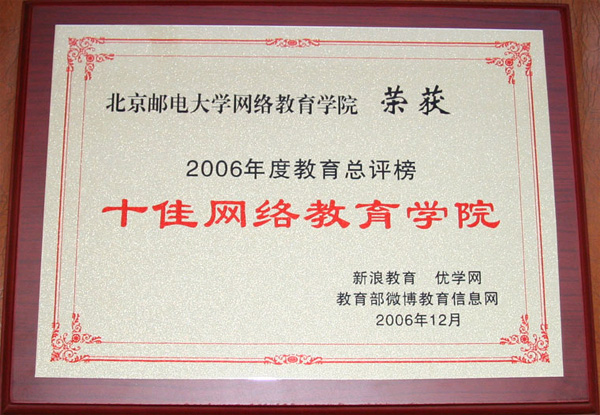 北京邮电大学网络教育学院 荣获
2006年度教育总评榜
十佳网络教育学院
新浪教育 优学网
教育部微博教育信息网
2006年12月